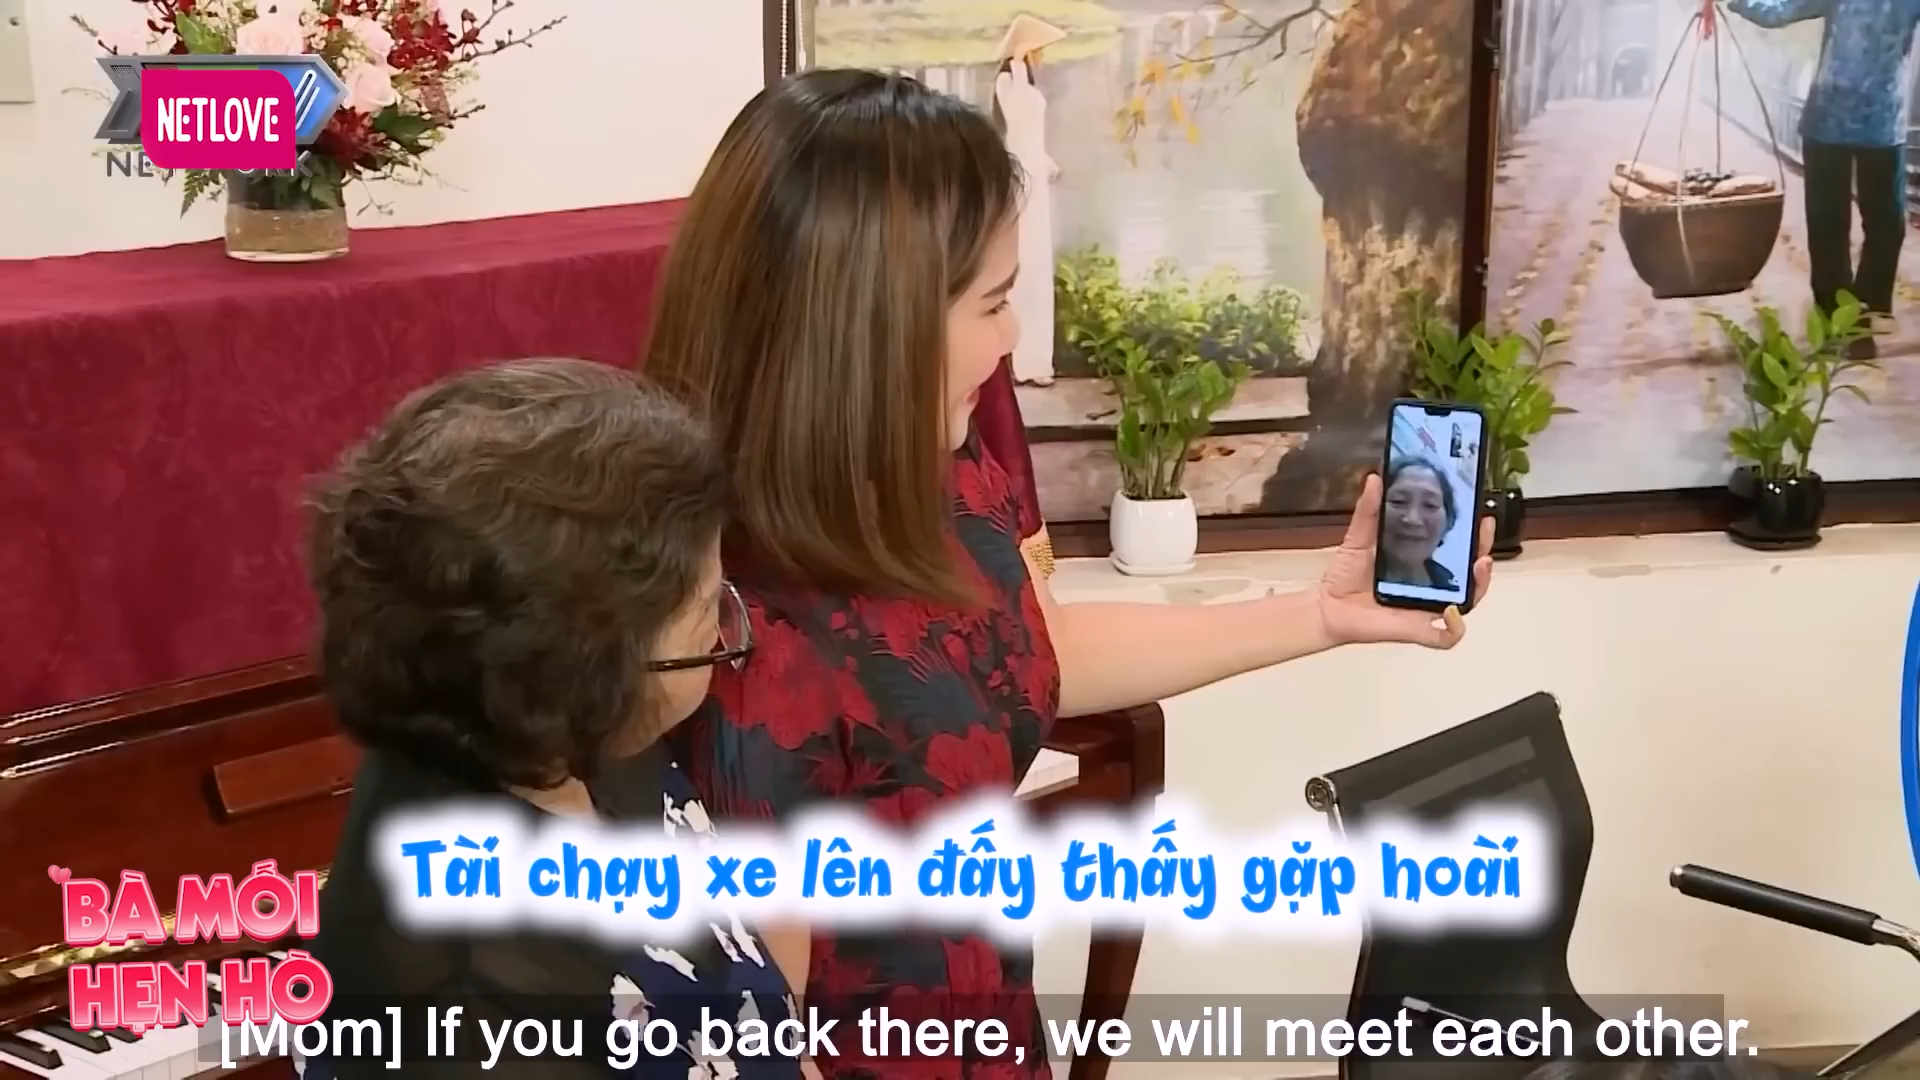 NETLOVE
Tài chạy xe lên đấy thấy gặp hoài
BÀ MỐI
HẸN HÒ
[Mom] If you go back there, we will meet each other.